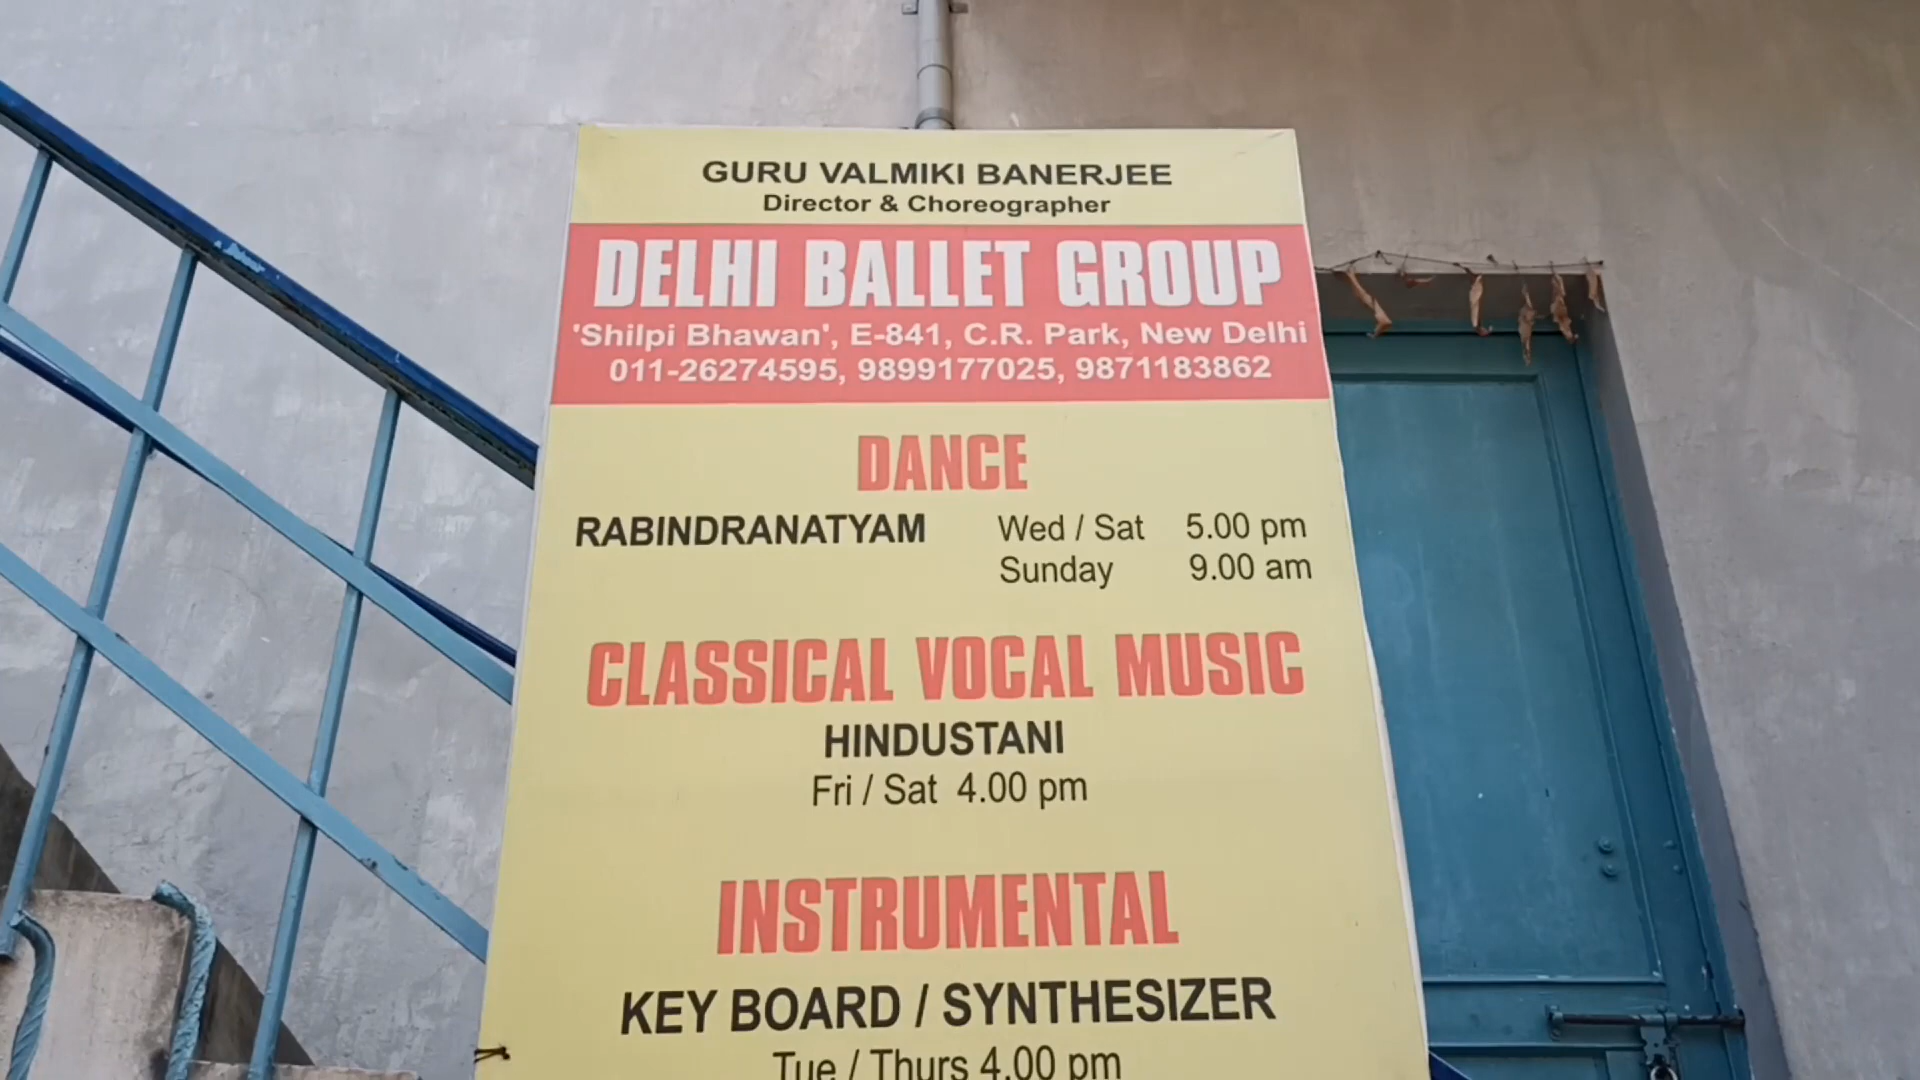 GURU VALMIKI BANERJEE
Director & Choreographer
DELHI BALLET GROUP
'Shilpi Bhawan', E-841, C.R. Park, New Delhi
011-26274595, 9899177025, 9871183862
DANCE
RABINDRANATYAM Wed / Sat 5.00 pm
Sunday 9.00 am
CLASSICAL VOCAL MUSIC
HINDUSTANI
Fri / Sat 4.00 pm
INSTRUMENTAL
KEY BOARD / SYNTHESIZER
Tue / Thurs 4.00 pm